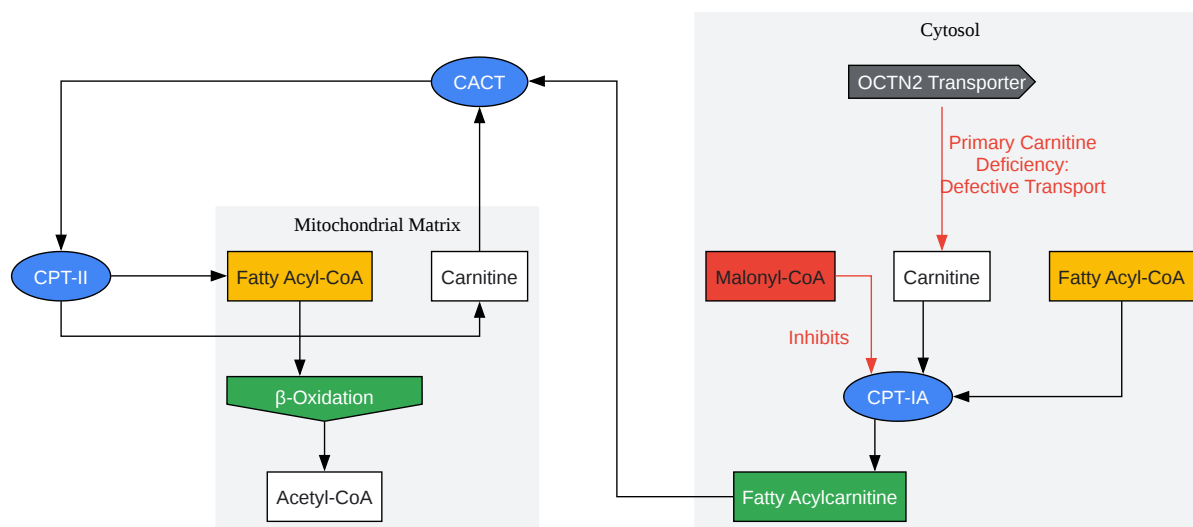 Cytosol
OCTN2 Transporter
CACT
Primary Carnitine
Deficiency:
Defective Transport
Mitochondrial Matrix
CPT-II
Fatty Acyl-CoA
Carnitine
Malonyl-CoA
Carnitine
Fatty Acyl-CoA
Inhibits
β-Oxidation
CPT-IA
Acetyl-CoA
Fatty Acylcarnitine